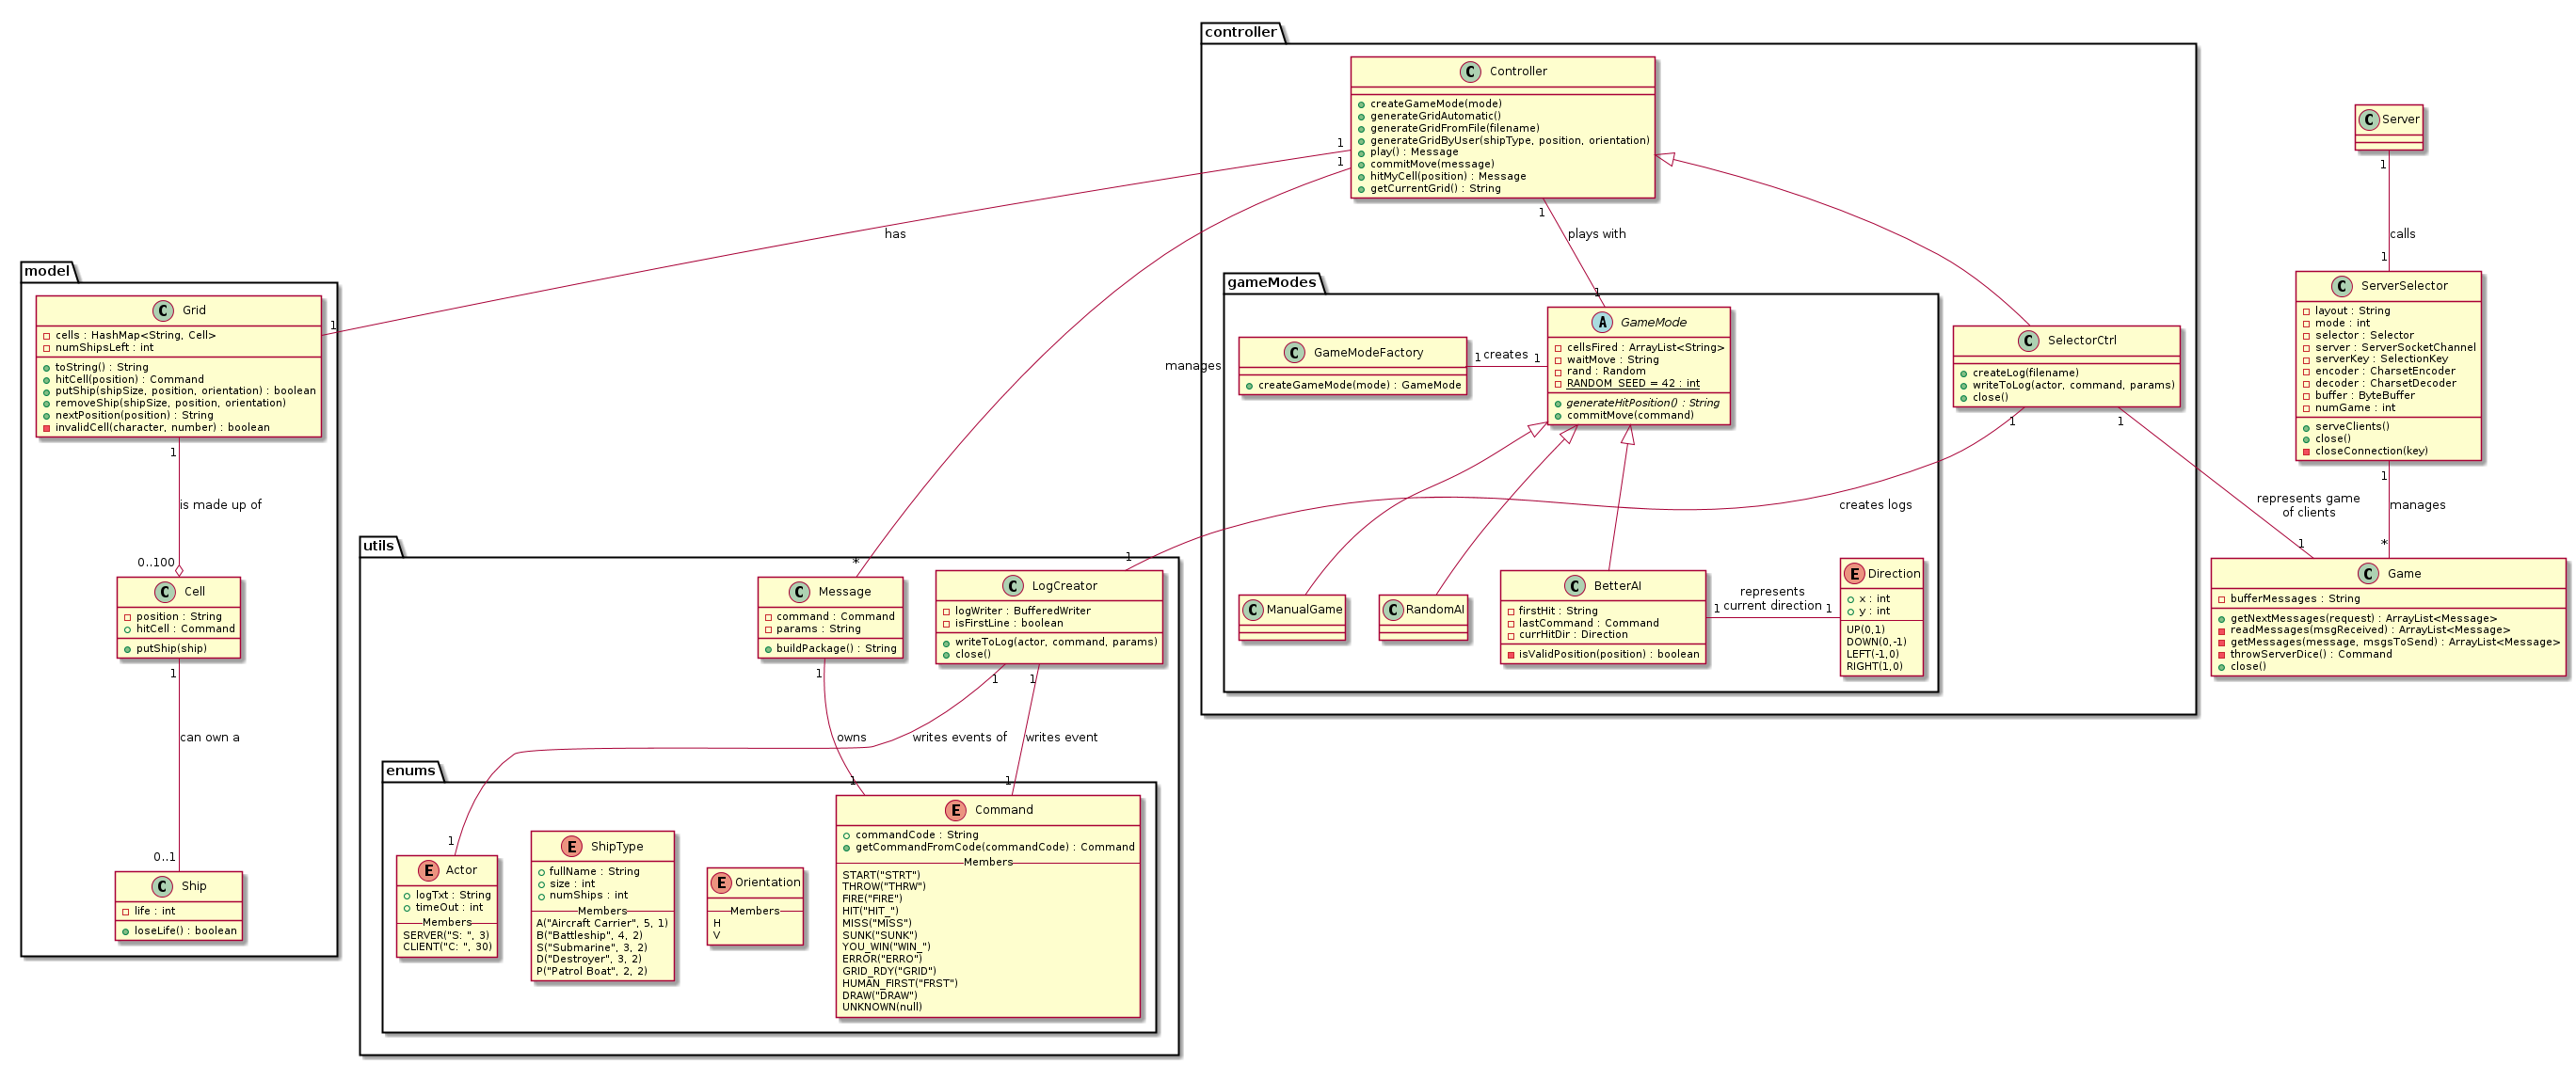 controller
C Controller
createGameMode(mode)
generateGridAutomatic()
generateGridFromFile(filename)
generateGridByUser(shipType, position, orientation)
play() : Message
commitMove(message)
hitMyCell(position) : Message
getCurrentGrid() : String
1
1
1
has
plays with
manages
1
1
C Server
1
calls
1
C ServerSelector
layout : String
mode : int
selector : Selector
server : ServerSocketChannel
serverKey : SelectionKey
encoder : CharsetEncoder
decoder : CharsetDecoder
buffer : ByteBuffer
numGame : int
serveClients()
close()
closeConnection(key)
1
manages
*
model
C Grid
cells : HashMap<String, Cell>
numShipsLeft : int
toString() : String
hitCell(position) : Command
putShip(shipSize, position, orientation) : boolean
removeShip(shipSize, position, orientation)
nextPosition(position) : String
invalidCell(character, number) : boolean
1
is made up of
0..100
C Cell
position : String
hitCell : Command
putShip(ship)
1
can own a
0..1
C Ship
life : int
loseLife() : boolean
gameModes
C GameModeFactory
createGameMode(mode) : GameMode
1 creates 1
A GameMode
cellsFired : ArrayList<String>
waitMove : String
rand : Random
RANDOM_SEED = 42 : int
generateHitPosition() : String
commitMove(command)
C SelectorCtrl
createLog(filename)
writeToLog(actor, command, params)
close()
1
1
creates logs
1
represents game
of clients
1
C ManualGame
C RandomAI
C BetterAI
firstHit : String
lastCommand : Command
currHitDir : Direction
isValidPosition(position) : boolean
represents
1 current direction 1
E Direction
x : int
y : int
UP(0,1)
DOWN(0,-1)
LEFT(-1,0)
RIGHT(1,0)
C Game
bufferMessages : String
getNextMessages(request) : ArrayList<Message>
readMessages(msgReceived) : ArrayList<Message>
getMessages(message, msgsToSend) : ArrayList<Message>
throwServerDice() : Command
close()
utils
*
C Message
command : Command
params : String
buildPackage() : String
1
C LogCreator
logWriter : BufferedWriter
isFirstLine : boolean
writeToLog(actor, command, params)
close()
1
1
owns
writes events of
writes event
1
1
1
enums
E Actor
logTxt : String
timeOut : int
Members
SERVER("S: ", 3)
CLIENT("C: ", 30)
E ShipType
fullName : String
size : int
numShips : int
Members
A("Aircraft Carrier", 5, 1)
B("Battleship", 4, 2)
S("Submarine", 3, 2)
D("Destroyer", 3, 2)
P("Patrol Boat", 2, 2)
E Orientation
Members
H
V
E Command
commandCode : String
getCommandFromCode(commandCode) : Command
Members
START("STRT")
THROW("THRW")
FIRE("FIRE")
HIT("HIT_")
MISS("MISS")
SUNK("SUNK")
YOU_WIN("WIN_")
ERROR("ERRO")
GRID_RDY("GRID")
HUMAN_FIRST("FRST")
DRAW("DRAW")
UNKNOWN(null)